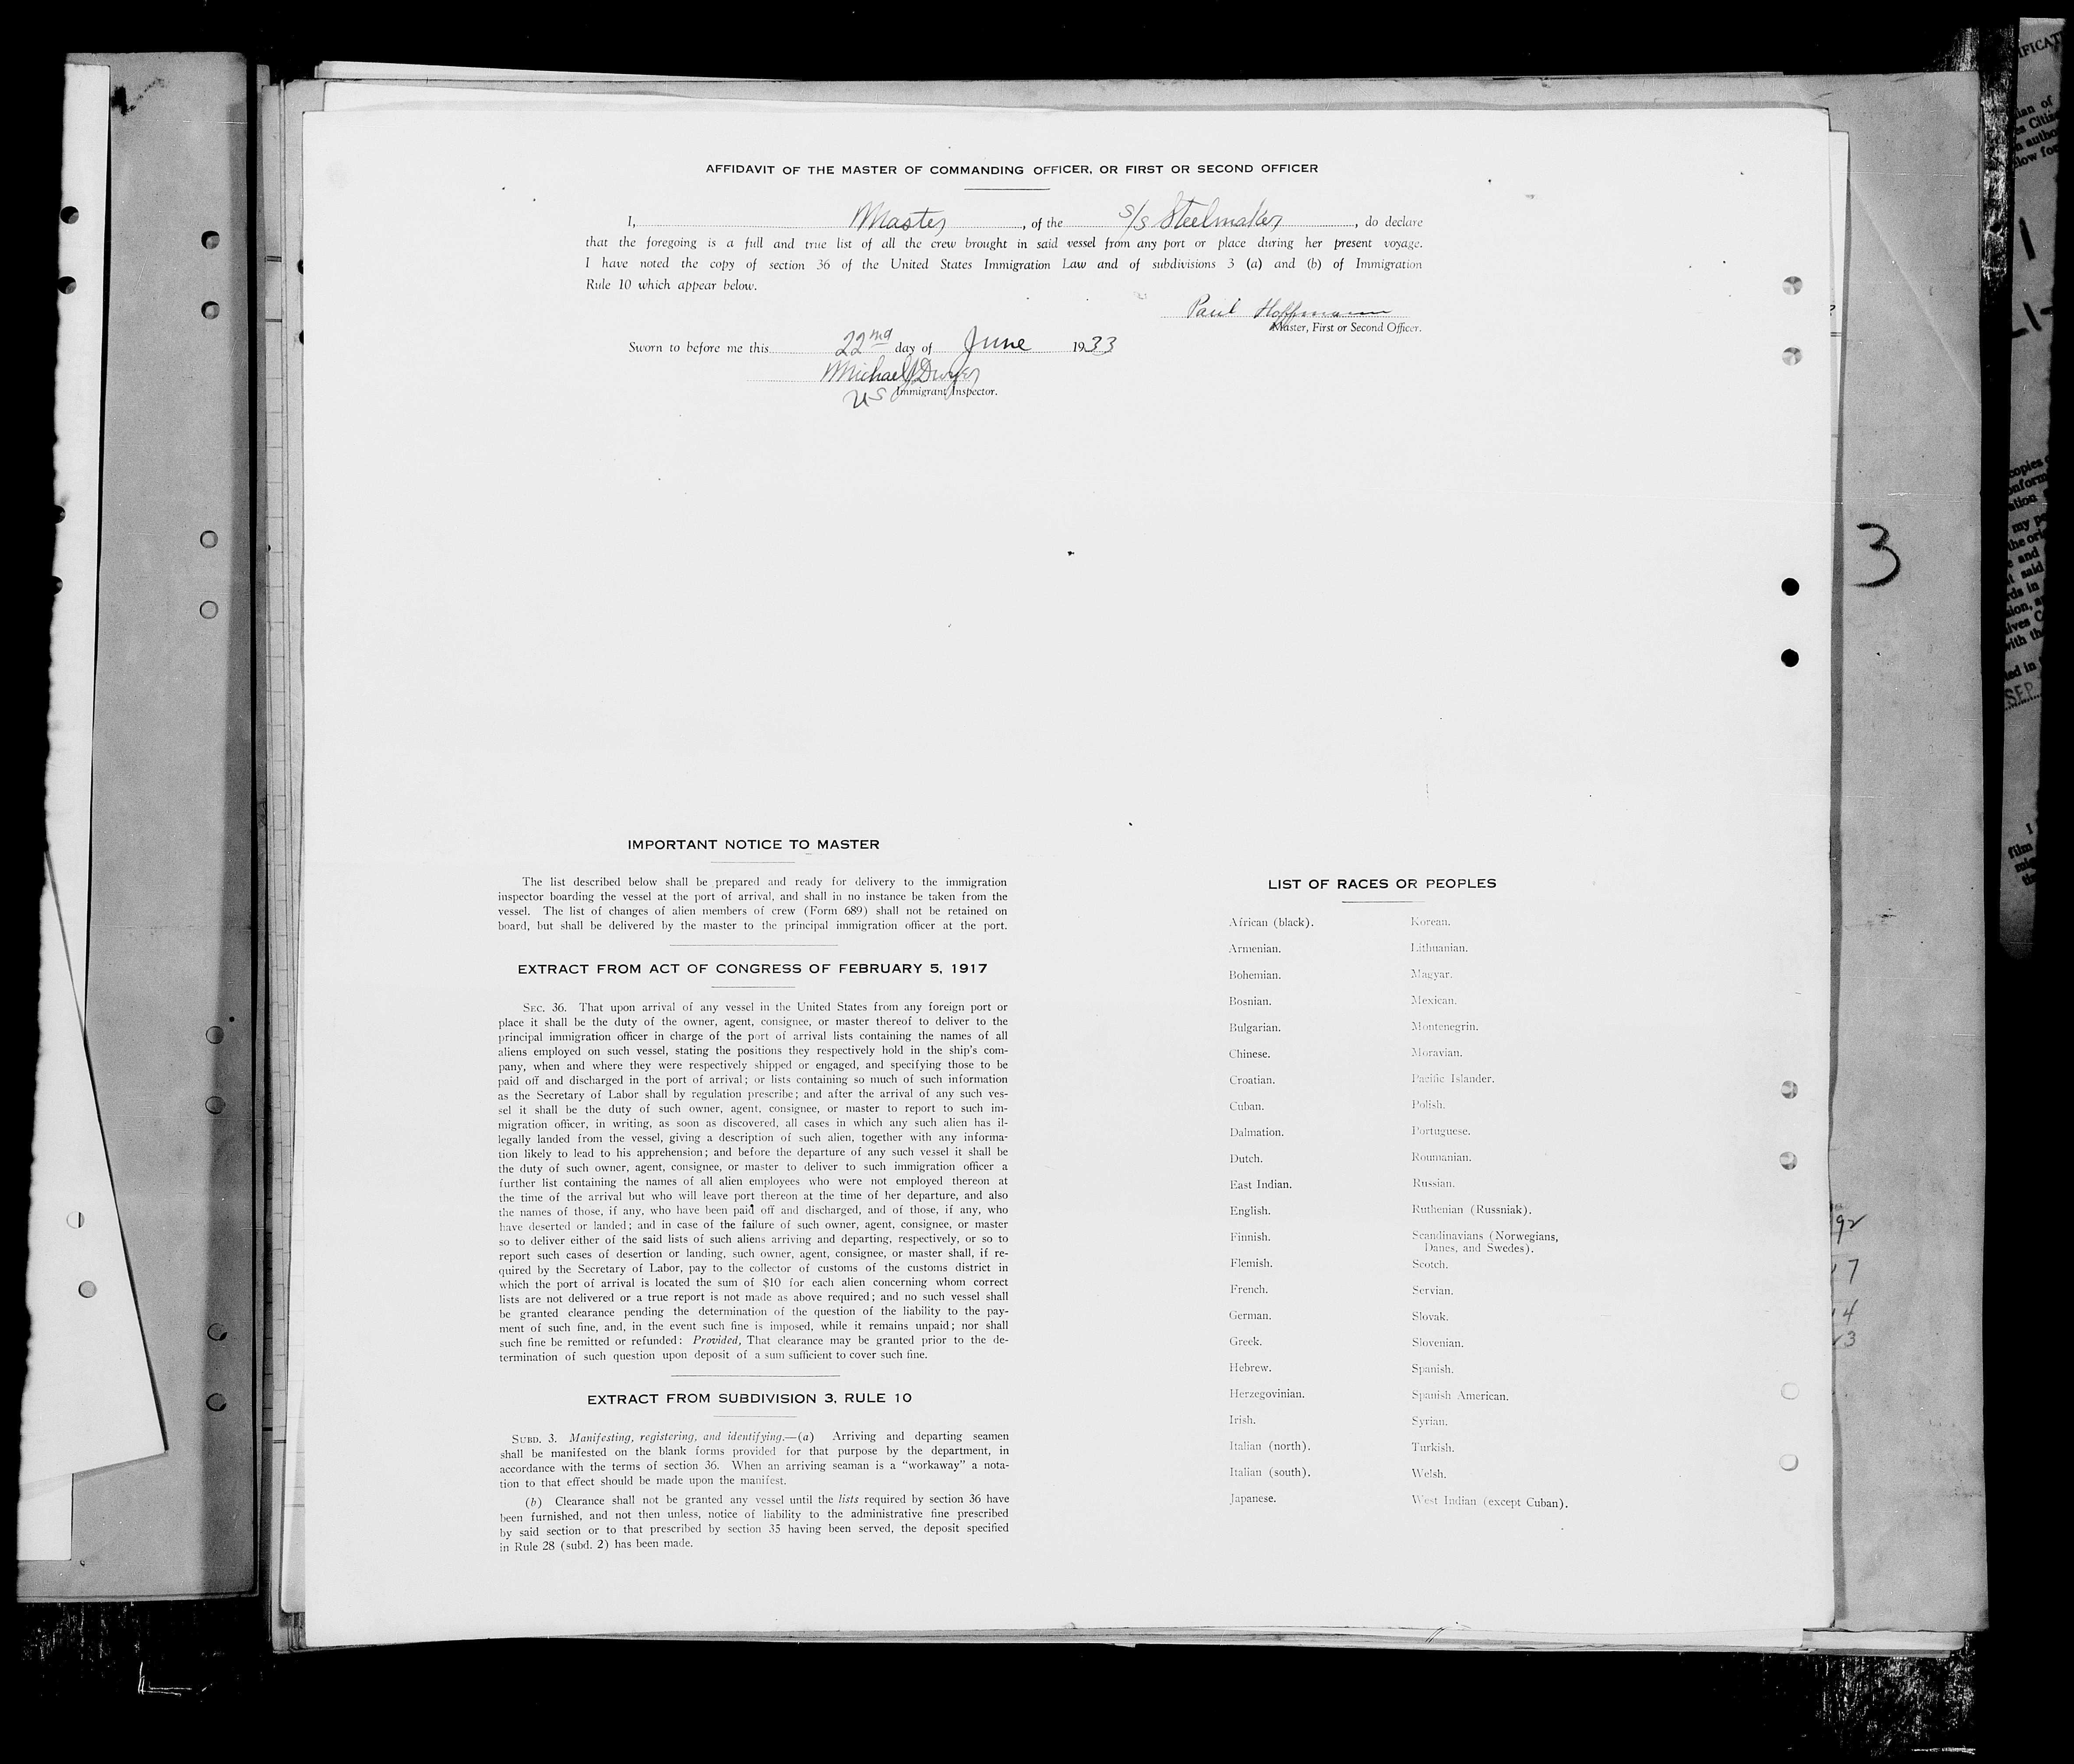 AFFIDAVIT OF THE MASTER OF COMMANDING OFFICER, OR FIRST OR SECOND OFFICER
I, Master, of the S/S Steelmaker, do declare
that the foregoing is a full and true list of all the crew brought in said vessel from any port or place during her present voyage.
I have noted the copy of section 36 of the United States Immigration Law and of subdivisions 3 (a) and (b) of Immigration
Rule 10 which appear below.
Paul Hoffmann
Master, First or Second Officer.
Sworn to before me this 22nd day of June 1933
Michael J Dwyer
US Immigrant Inspector.
3
IMPORTANT NOTICE TO MASTER
The list described below shall be prepared and ready for delivery to the immigration
inspector boarding the vessel at the port of arrival, and shall in no instance be taken from the
vessel. The list of changes of alien members of crew (Form 689) shall not be retained on
board, but shall be delivered by the master to the principal immigration officer at the port.
EXTRACT FROM ACT OF CONGRESS OF FEBRUARY 5, 1917
SEC. 36. That upon arrival of any vessel in the United States from any foreign port or
place it shall be the duty of the owner, agent, consignee, or master thereof to deliver to the
principal immigration officer in charge of the port of arrival lists containing the names of all
aliens employed on such vessel, stating the positions they respectively hold in the ship's com-
pany, when and where they were respectively shipped or engaged, and specifying those to be
paid off and discharged in the port of arrival; or lists containing so much of such information
as the Secretary of Labor shall by regulation prescribe; and after the arrival of any such ves-
sel it shall be the duty of such owner, agent, consignee, or master to report to such im-
migration officer, in writing, as soon as discovered, all cases in which any such alien has il-
legally landed from the vessel, giving a description of such alien, together with any informa-
tion likely to lead to his apprehension; and before the departure of any such vessel it shall be
the duty of such owner, agent, consignee, or master to deliver to such immigration officer a
further list containing the names of all alien employees who were not employed thereon at
the time of the arrival but who will leave port thereon at the time of her departure, and also
the names of those, if any, who have been paid off and discharged, and of those, if any, who
have deserted or landed; and in case of the failure of such owner, agent, consignee, or master
so to deliver either of the said lists of such aliens arriving and departing, respectively, or so to
report such cases of desertion or landing, such owner, agent, consignee, or master shall, if re-
quired by the Secretary of Labor, pay to the collector of customs of the customs district in
which the port of arrival is located the sum of $10 for each alien concerning whom correct
lists are not delivered or a true report is not made as above required; and no such vessel shall
be granted clearance pending the determination of the question of the liability to the pay-
ment of such fine, and, in the event such fine is imposed, while it remains unpaid; nor shall
such fine be remitted or refunded: Provided, That clearance may be granted prior to the de-
termination of such question upon deposit of a sum sufficient to cover such fine.
EXTRACT FROM SUBDIVISION 3, RULE 10
SUBD. 3. Manifesting, registering, and identifying.—(a) Arriving and departing seamen
shall be manifested on the blank forms provided for that purpose by the department, in
accordance with the terms of section 36. When an arriving seaman is a "workaway" a nota-
tion to that effect should be made upon the manifest.
(b) Clearance shall not be granted any vessel until the lists required by section 36 have
been furnished, and not then unless, notice of liability to the administrative fine prescribed
by said section or to that prescribed by section 35 having been served, the deposit specified
in Rule 28 (subd. 2) has been made.
LIST OF RACES OR PEOPLES
African (black).
Armenian.
Bohemian.
Bosnian.
Bulgarian.
Chinese.
Croatian.
Cuban.
Dalmation.
Dutch.
East Indian.
English.
Finnish.
Flemish.
French.
German.
Greek.
Hebrew.
Herzegovinian.
Irish.
Italian (north).
Italian (south).
Japanese.
Korean.
Lithuanian.
Magyar.
Mexican.
Montenegrin.
Moravian.
Pacific Islander.
Polish.
Portuguese.
Roumanian.
Russian.
Ruthenian (Russniak).
Scandinavians (Norwegians,
Danes, and Swedes).
Scotch.
Servian.
Slovak.
Slovenian.
Spanish.
Spanish American.
Syrian.
Turkish.
Welsh.
West Indian (except Cuban).